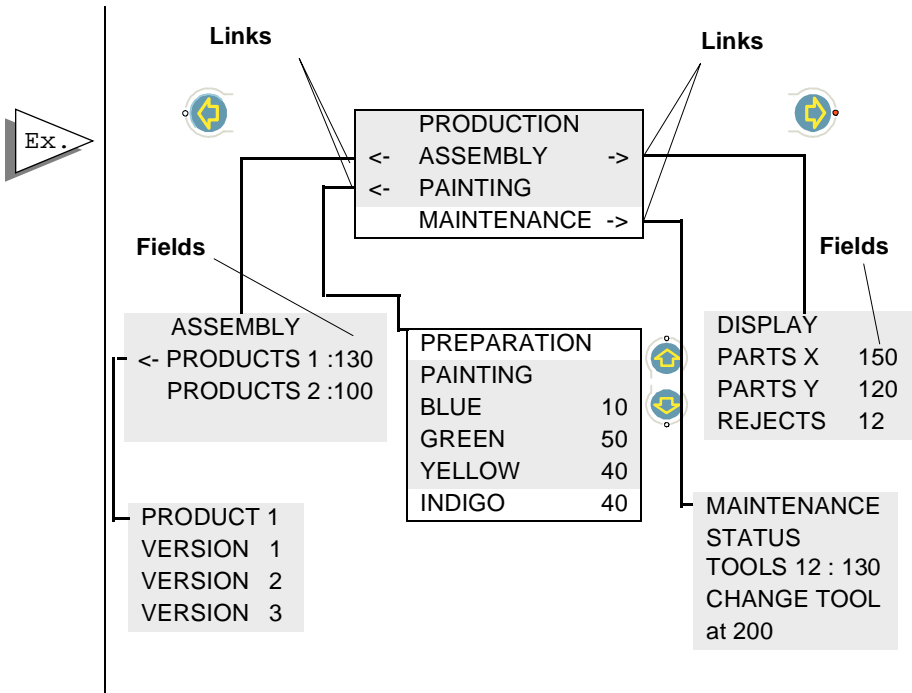 Links
Links
Ex.
PRODUCTION
<- ASSEMBLY ->
<- PAINTING
MAINTENANCE ->
Fields
Fields
ASSEMBLY
<- PRODUCTS 1 :130
PRODUCTS 2 :100
PREPARATION
PAINTING
BLUE 10
GREEN 50
YELLOW 40
INDIGO 40
DISPLAY
PARTS X 150
PARTS Y 120
REJECTS 12
PRODUCT 1
VERSION 1
VERSION 2
VERSION 3
MAINTENANCE
STATUS
TOOLS 12 : 130
CHANGE TOOL
at 200